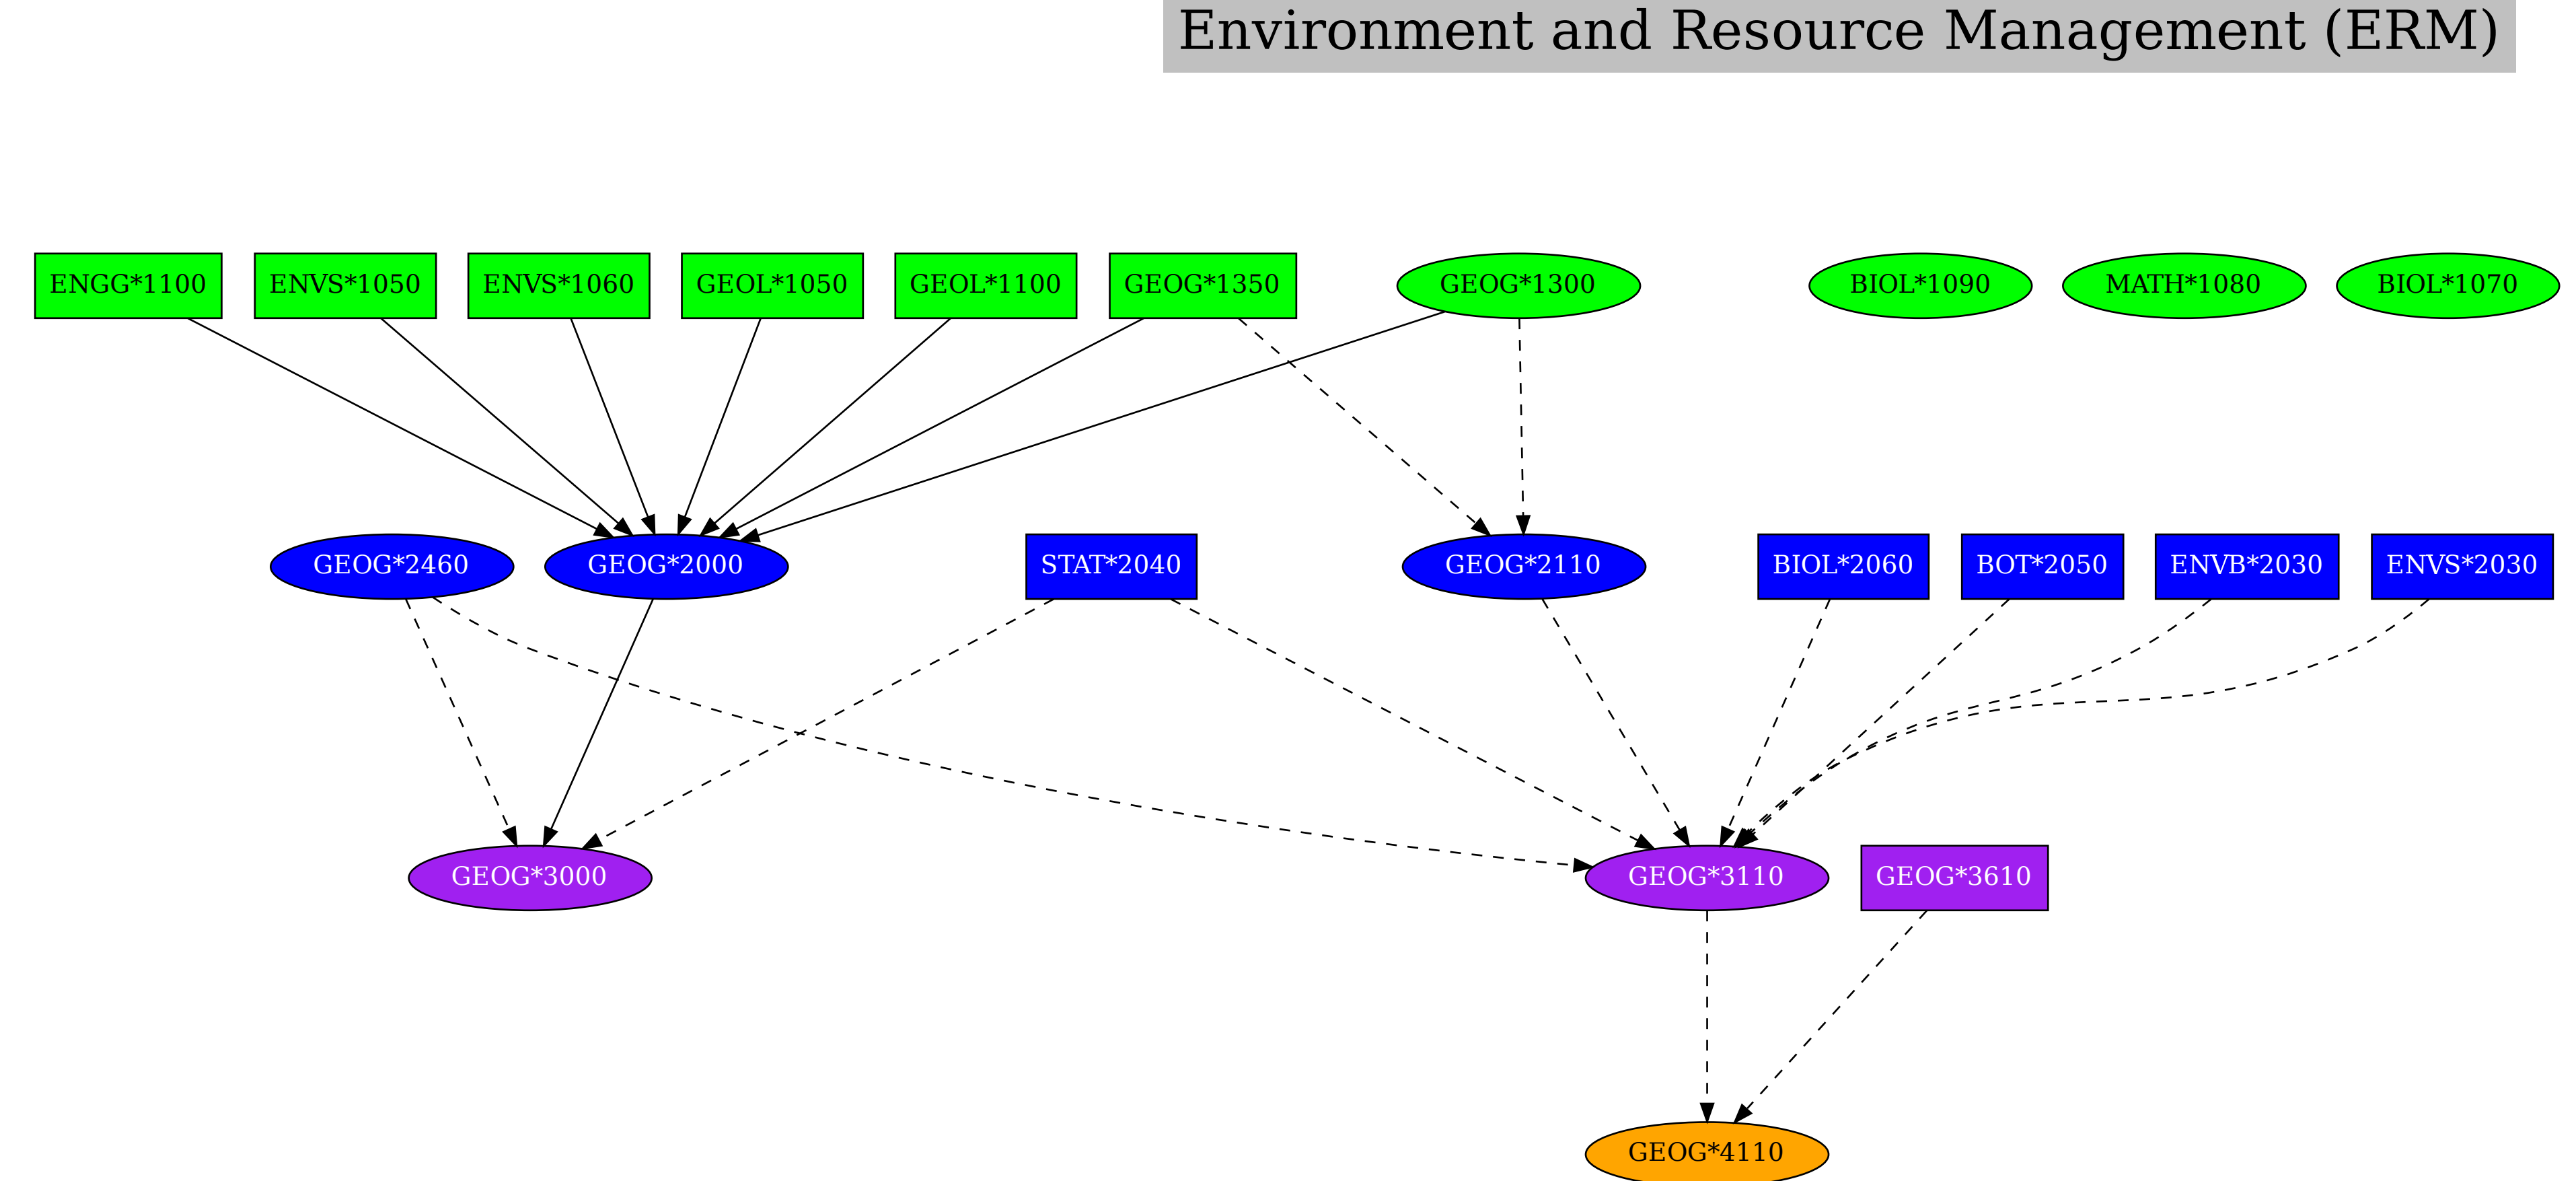 Environment and Resource Management (ERM)
ENGG*1100
ENVS*1050
ENVS*1060
GEOL*1050
GEOL*1100
GEOG*1350
GEOG*1300
BIOL*1090
MATH*1080
BIOL*1070
GEOG*2460
GEOG*2000
STAT*2040
GEOG*2110
BIOL*2060
BOT*2050
ENVB*2030
ENVS*2030
GEOG*3000
GEOG*3110
GEOG*3610
GEOG*4110